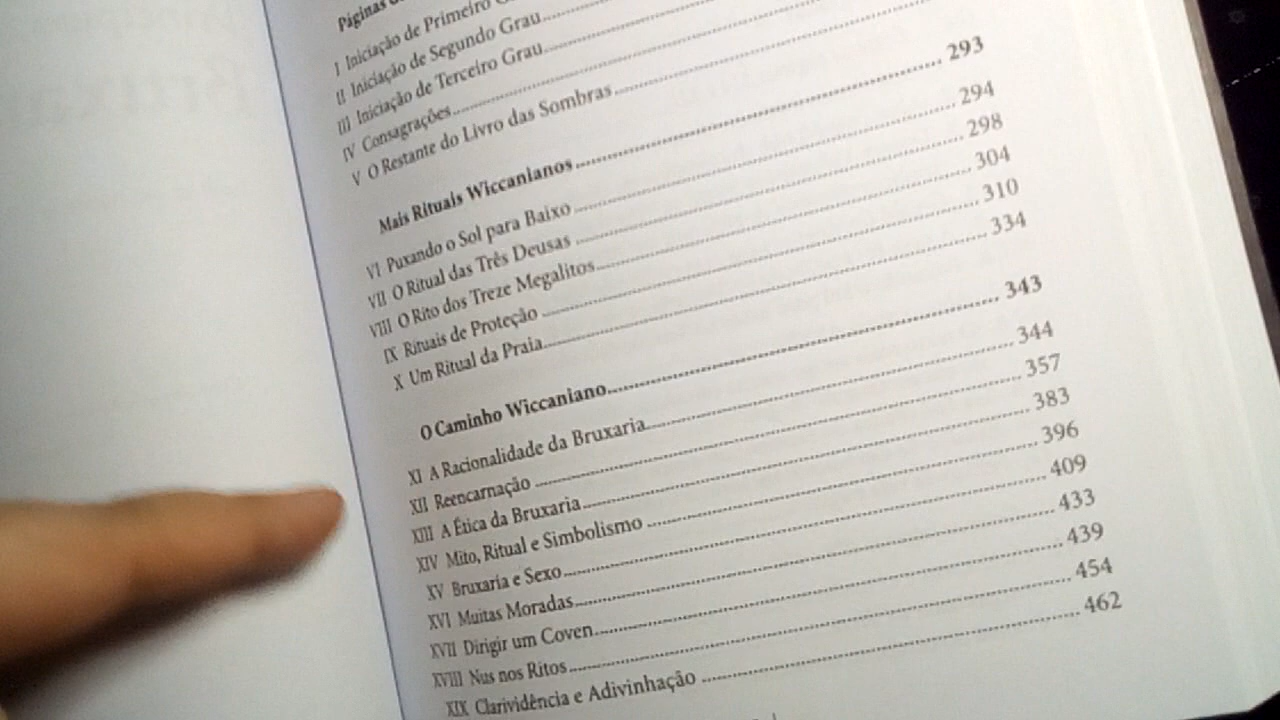 Páginas
I Iniciação de Primeiro
II Iniciação de Segundo Grau
III Iniciação de Terceiro Grau
IV Consagrações
V O Restante do Livro das Sombras
Mais Rituais Wiccanianos 293
VI Puxando o Sol para Baixo 294
VII O Ritual das Três Deusas 298
VIII O Rito dos Treze Megalitos 304
IX Rituais de Proteção 310
X Um Ritual da Praia 334
O Caminho Wiccaniano 343
XI A Racionalidade da Bruxaria 344
XII Reencarnação 357
XIII A Ética da Bruxaria 383
XIV Mito, Ritual e Simbolismo 396
XV Bruxaria e Sexo 409
XVI Muitas Moradas 433
XVII Dirigir um Coven 439
XVIII Nus nos Ritos 454
XIX Clarividência e Adivinhação 462